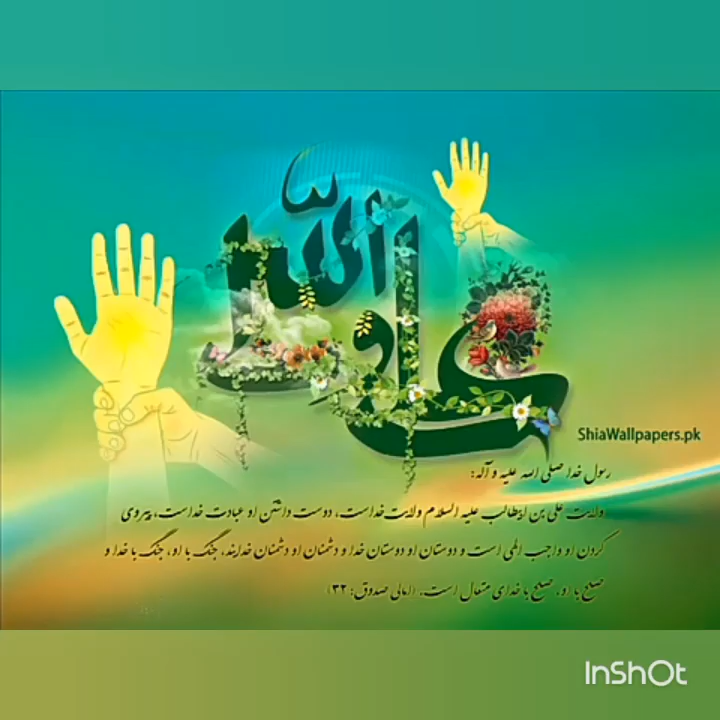 علی ولی الله
ShiaWallpapers.pk
رسول خدا صلی الله علیه و آله:
ولایت علی بن ابیطالب علیه السلام ولایت خداست، دوست داشتن او عبادت خداست، پیروی
کردن او واجب الهی است و دوستان او دوستان خدا و دشمنان او دشمنان خدایند، جنگ با او، جنگ با خدا و
صلح با او، صلح با خدای متعال است. (امالی صدوق: ۳۲)
InShOt